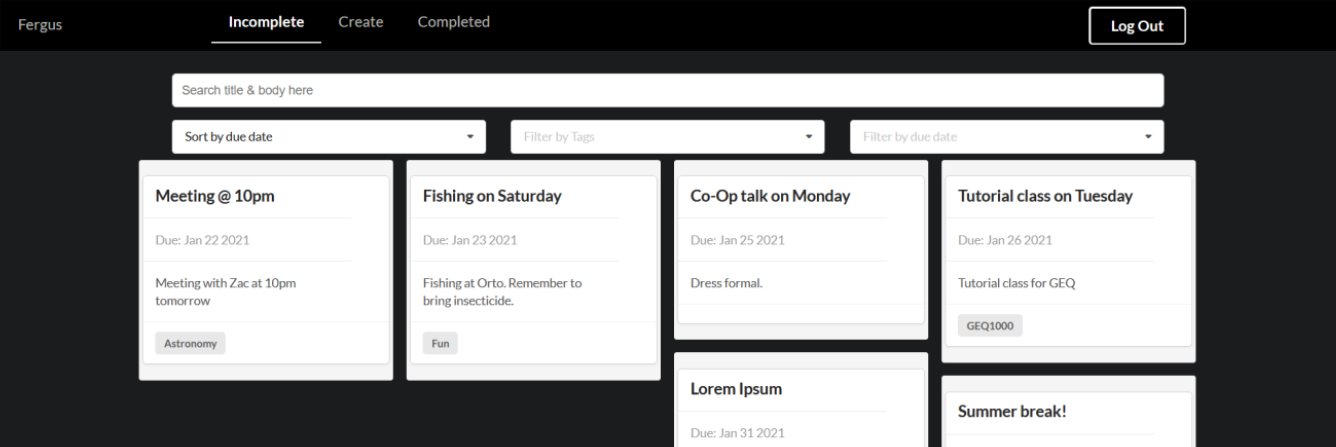 Fergus
Incomplete
Create
Completed
Log Out
Search title & body here
Sort by due date
Filter by Tags
Filter by due date
Meeting @ 10pm
Due: Jan 22 2021
Meeting with Zac at 10pm
tomorrow
Astronomy
Fishing on Saturday
Due: Jan 23 2021
Fishing at Orto. Remember to
bring insecticide.
Fun
Co-Op talk on Monday
Due: Jan 25 2021
Dress formal.
Tutorial class on Tuesday
Due: Jan 26 2021
Tutorial class for GEQ
GEQ1000
Lorem Ipsum
Due: Jan 31 2021
Summer break!